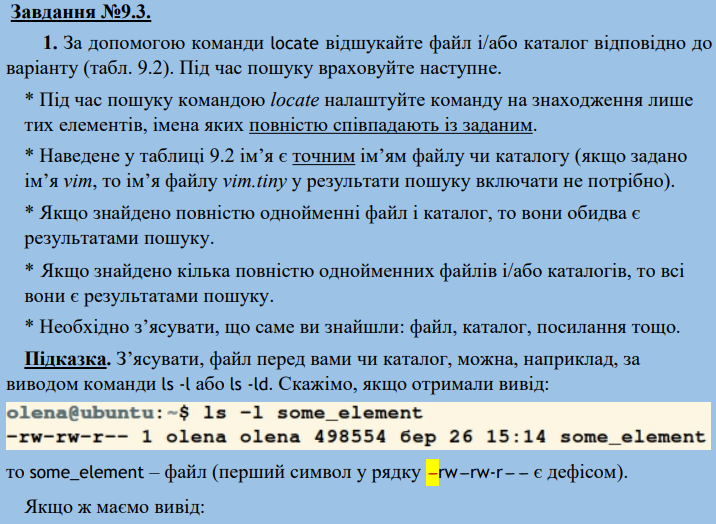 Завдання №9.3.
1. За допомогою команди locate відшукайте файл і/або каталог відповідно до
варіанту (табл. 9.2). Під час пошуку враховуйте наступне.
* Під час пошуку командою locate налаштуйте команду на знаходження лише
тих елементів, імена яких повністю співпадають із заданим.
* Наведене у таблиці 9.2 ім’я є точним ім’ям файлу чи каталогу (якщо задано
ім’я vim, то ім’я файлу vim.tiny у результати пошуку включати не потрібно).
* Якщо знайдено повністю однойменні файл і каталог, то вони обидва є
результатами пошуку.
* Якщо знайдено кілька повністю однойменних файлів і/або каталогів, то всі
вони є результатами пошуку.
* Необхідно з’ясувати, що саме ви знайшли: файл, каталог, посилання тощо.
Підказка. З’ясувати, файл перед вами чи каталог, можна, наприклад, за
виводом команди ls -l або ls -ld. Скажімо, якщо отримали вивід:
olena@ubuntu:~$ ls -l some_element
-rw-rw-r-- 1 olena olena 498554 бер 26 15:14 some_element
то some_element – файл (перший символ у рядку –rw–rw-r–– є дефісом).
Якщо ж маємо вивід: